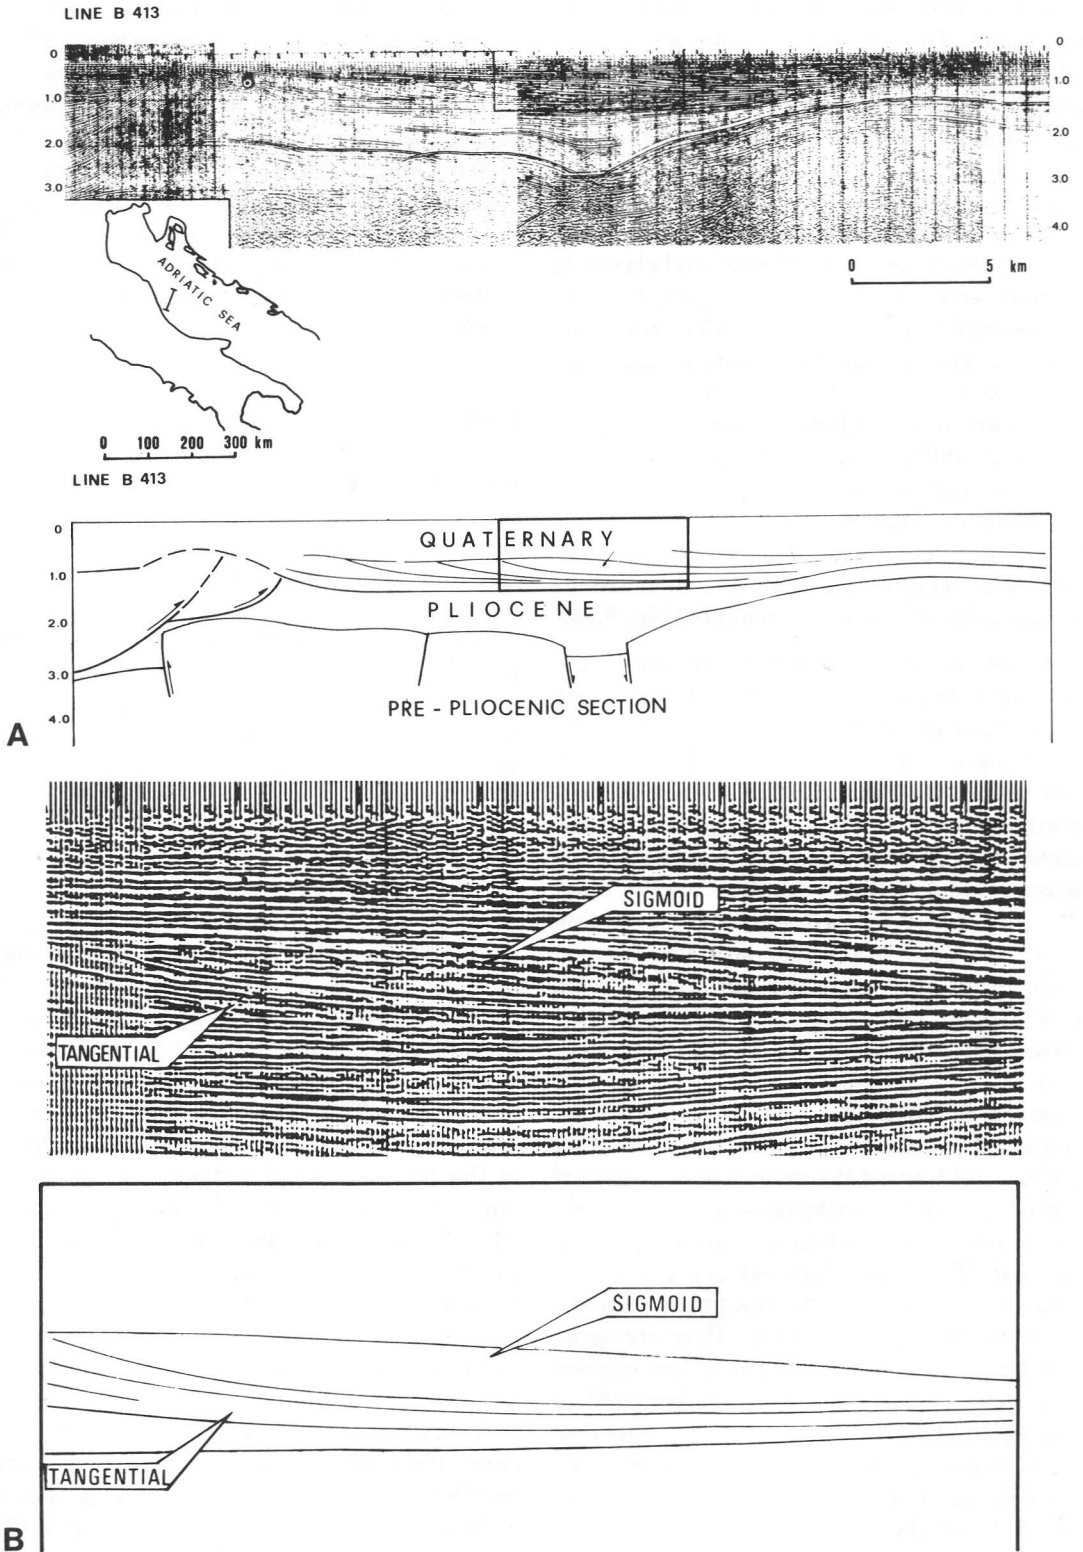 LINE B 413
0
1.0
2.0
3.0
0
1.0
2.0
3.0
4.0
0 5 km
ADRIATIC SEA
0 100 200 300 km
LINE B 413
0
1.0
2.0
3.0
4.0
QUATERNARY
PLIOCENE
PRE - PLIOCENIC SECTION
A
SIGMOID
TANGENTIAL
SIGMOID
TANGENTIAL
B